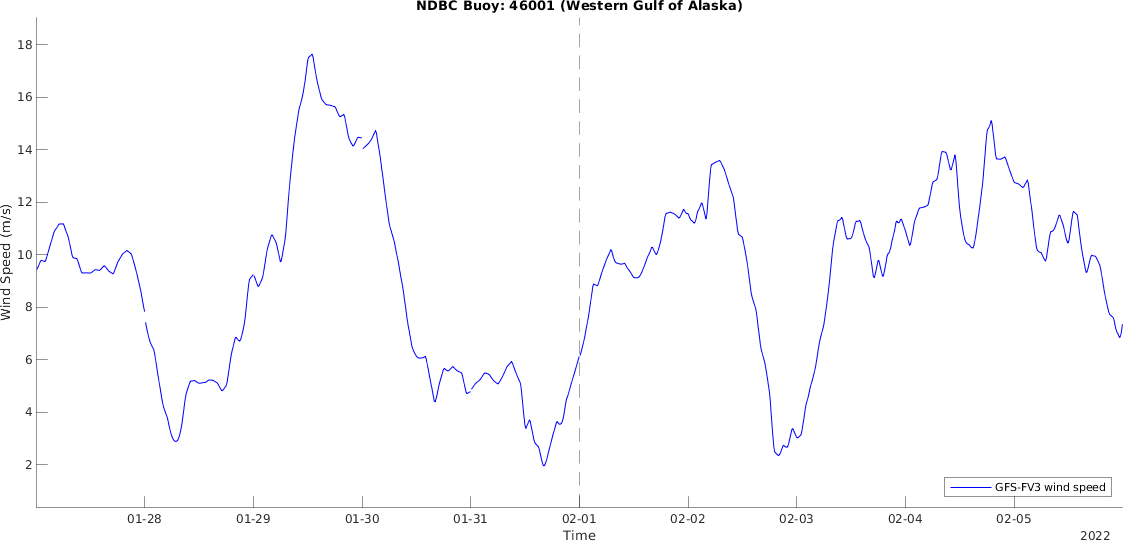 NDBC Buoy: 46001 (Western Gulf of Alaska)
18
16
14
12
10
8
6
4
2
Wind Speed (m/s)
GFS-FV3 wind speed
01-28 01-29 01-30 01-31 02-01 02-02 02-03 02-04 02-05
Time
2022